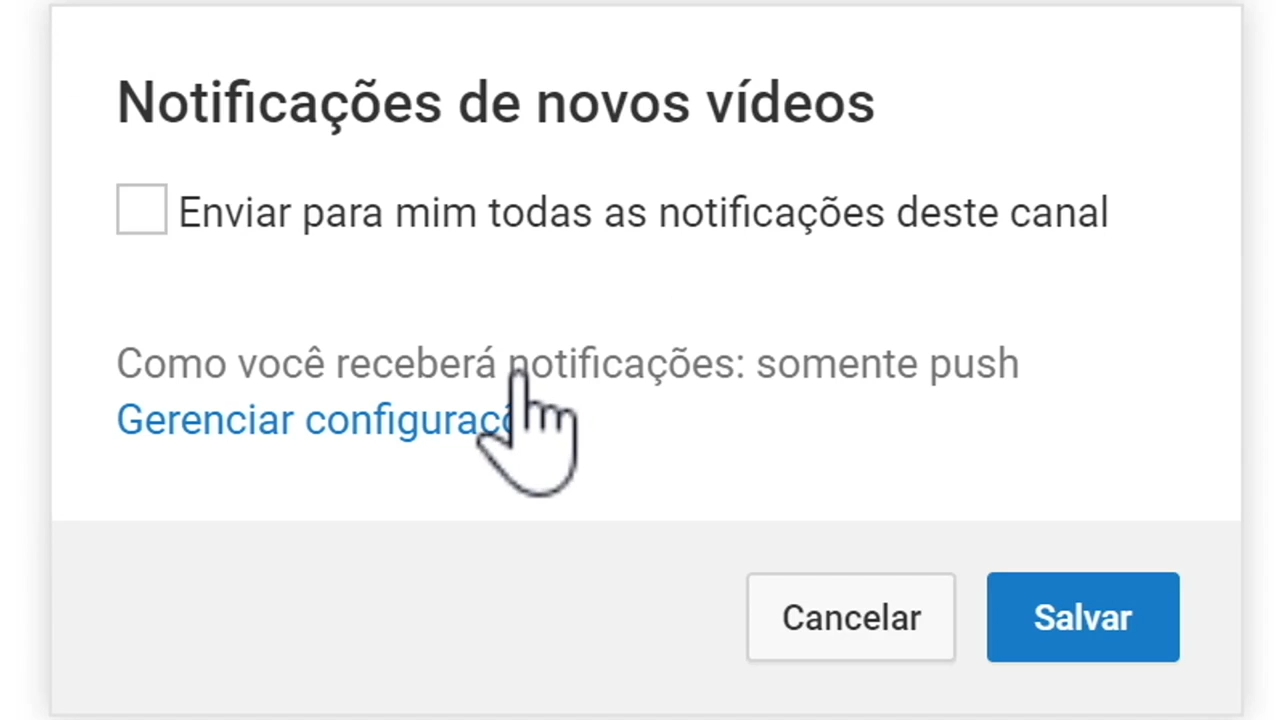 Notificações de novos vídeos
Enviar para mim todas as notificações deste canal
Como você receberá notificações: somente push
Gerenciar
Cancelar
Salvar